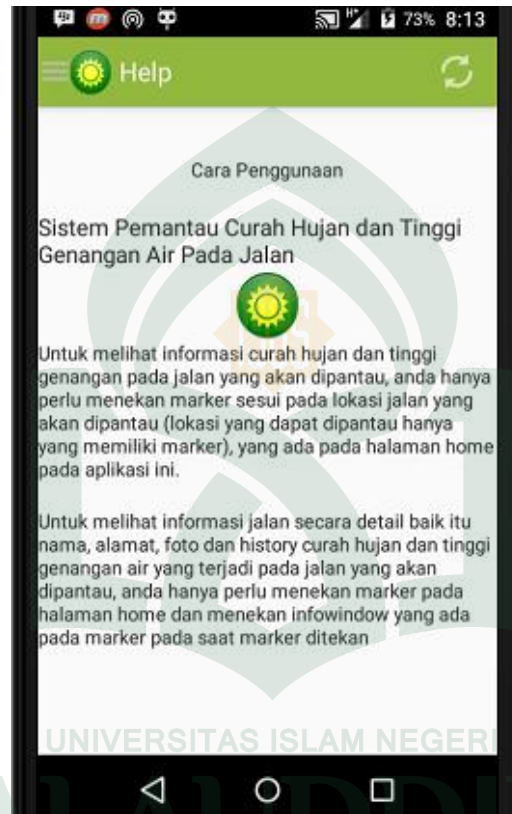 73% 8:13
Help
Cara Penggunaan
Sistem Pemantau Curah Hujan dan Tinggi
Genangan Air Pada Jalan
Untuk melihat informasi curah hujan dan tinggi
genangan pada jalan yang akan dipantau, anda hanya
perlu menekan marker sesui pada lokasi jalan yang
akan dipantau (lokasi yang dapat dipantau hanya
yang memiliki marker), yang ada pada halaman home
pada aplikasi ini.
Untuk melihat informasi jalan secara detail baik itu
nama, alamat, foto dan history curah hujan dan tinggi
genangan air yang terjadi pada jalan yang akan
dipantau, anda hanya perlu menekan marker pada
halaman home dan menekan infowindow yang ada
pada marker pada saat marker ditekan
UNIVERSITAS ISLAM NEGERI